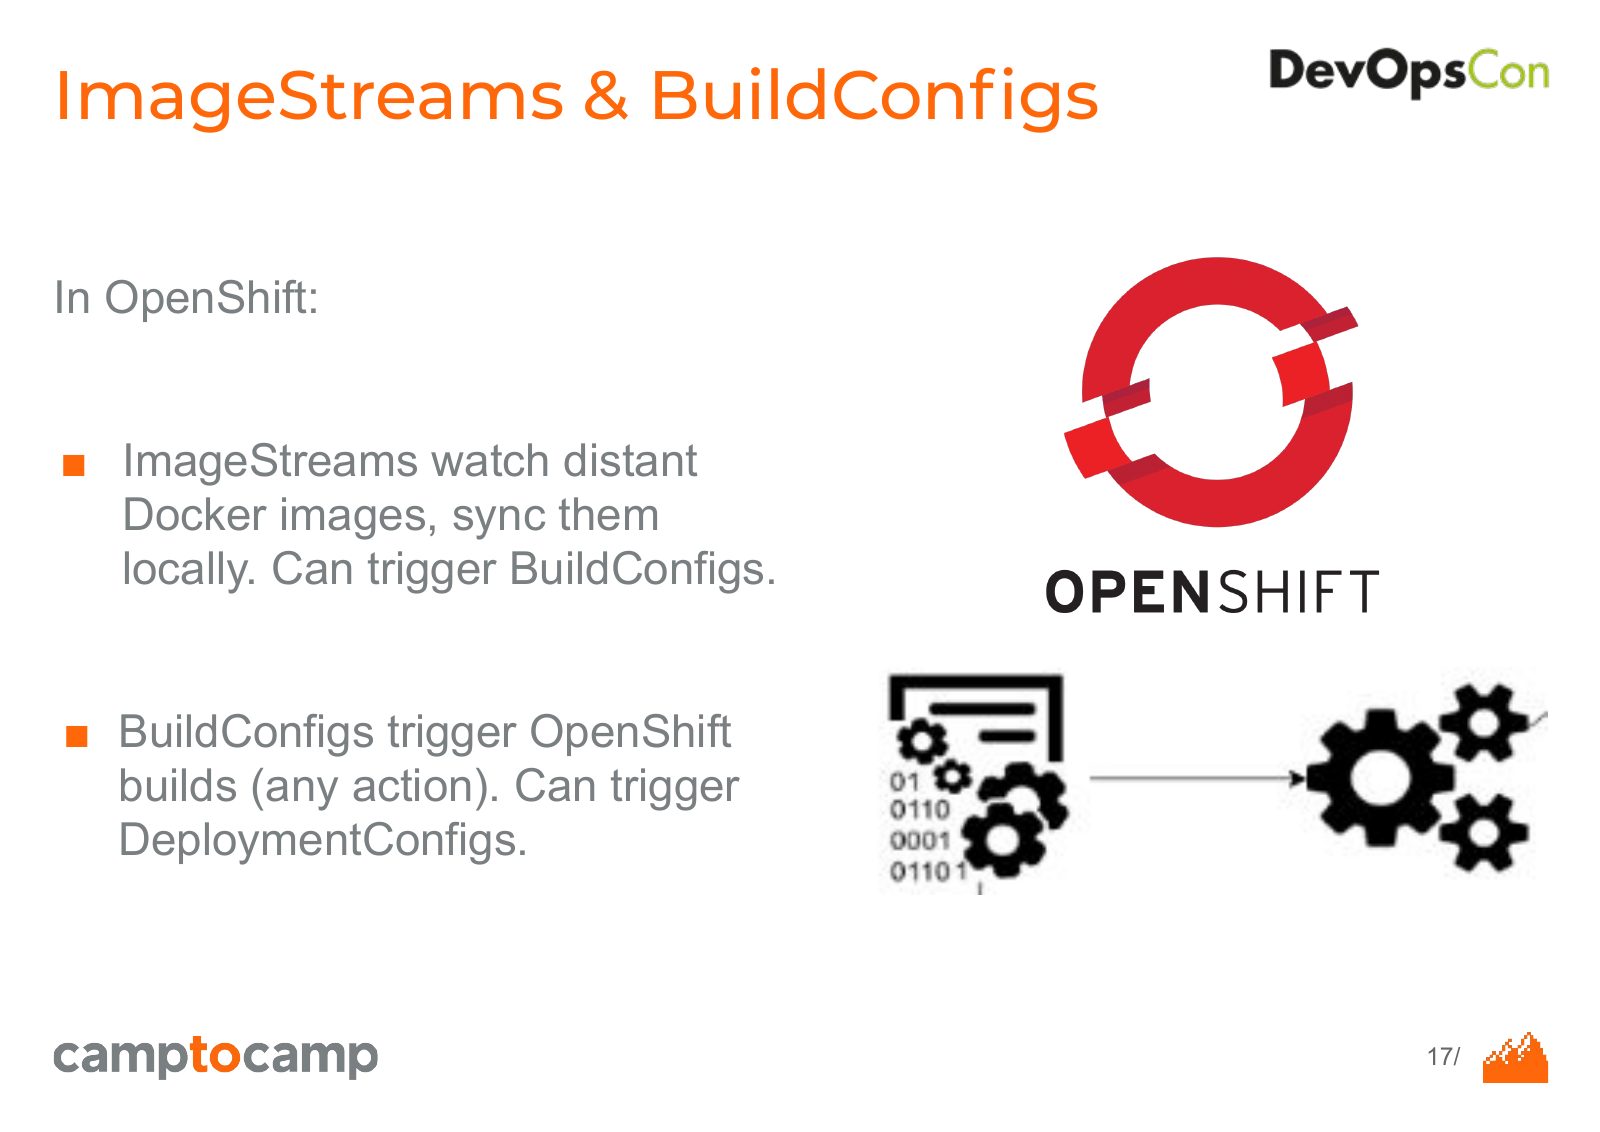 ImageStreams & BuildConfigs
DevOpsCon
In OpenShift:
■ ImageStreams watch distant
Docker images, sync them
locally. Can trigger BuildConfigs.
■ BuildConfigs trigger OpenShift
builds (any action). Can trigger
DeploymentConfigs.
OPENSHIFT
01
0110
0001
01101
camptocamp
17/